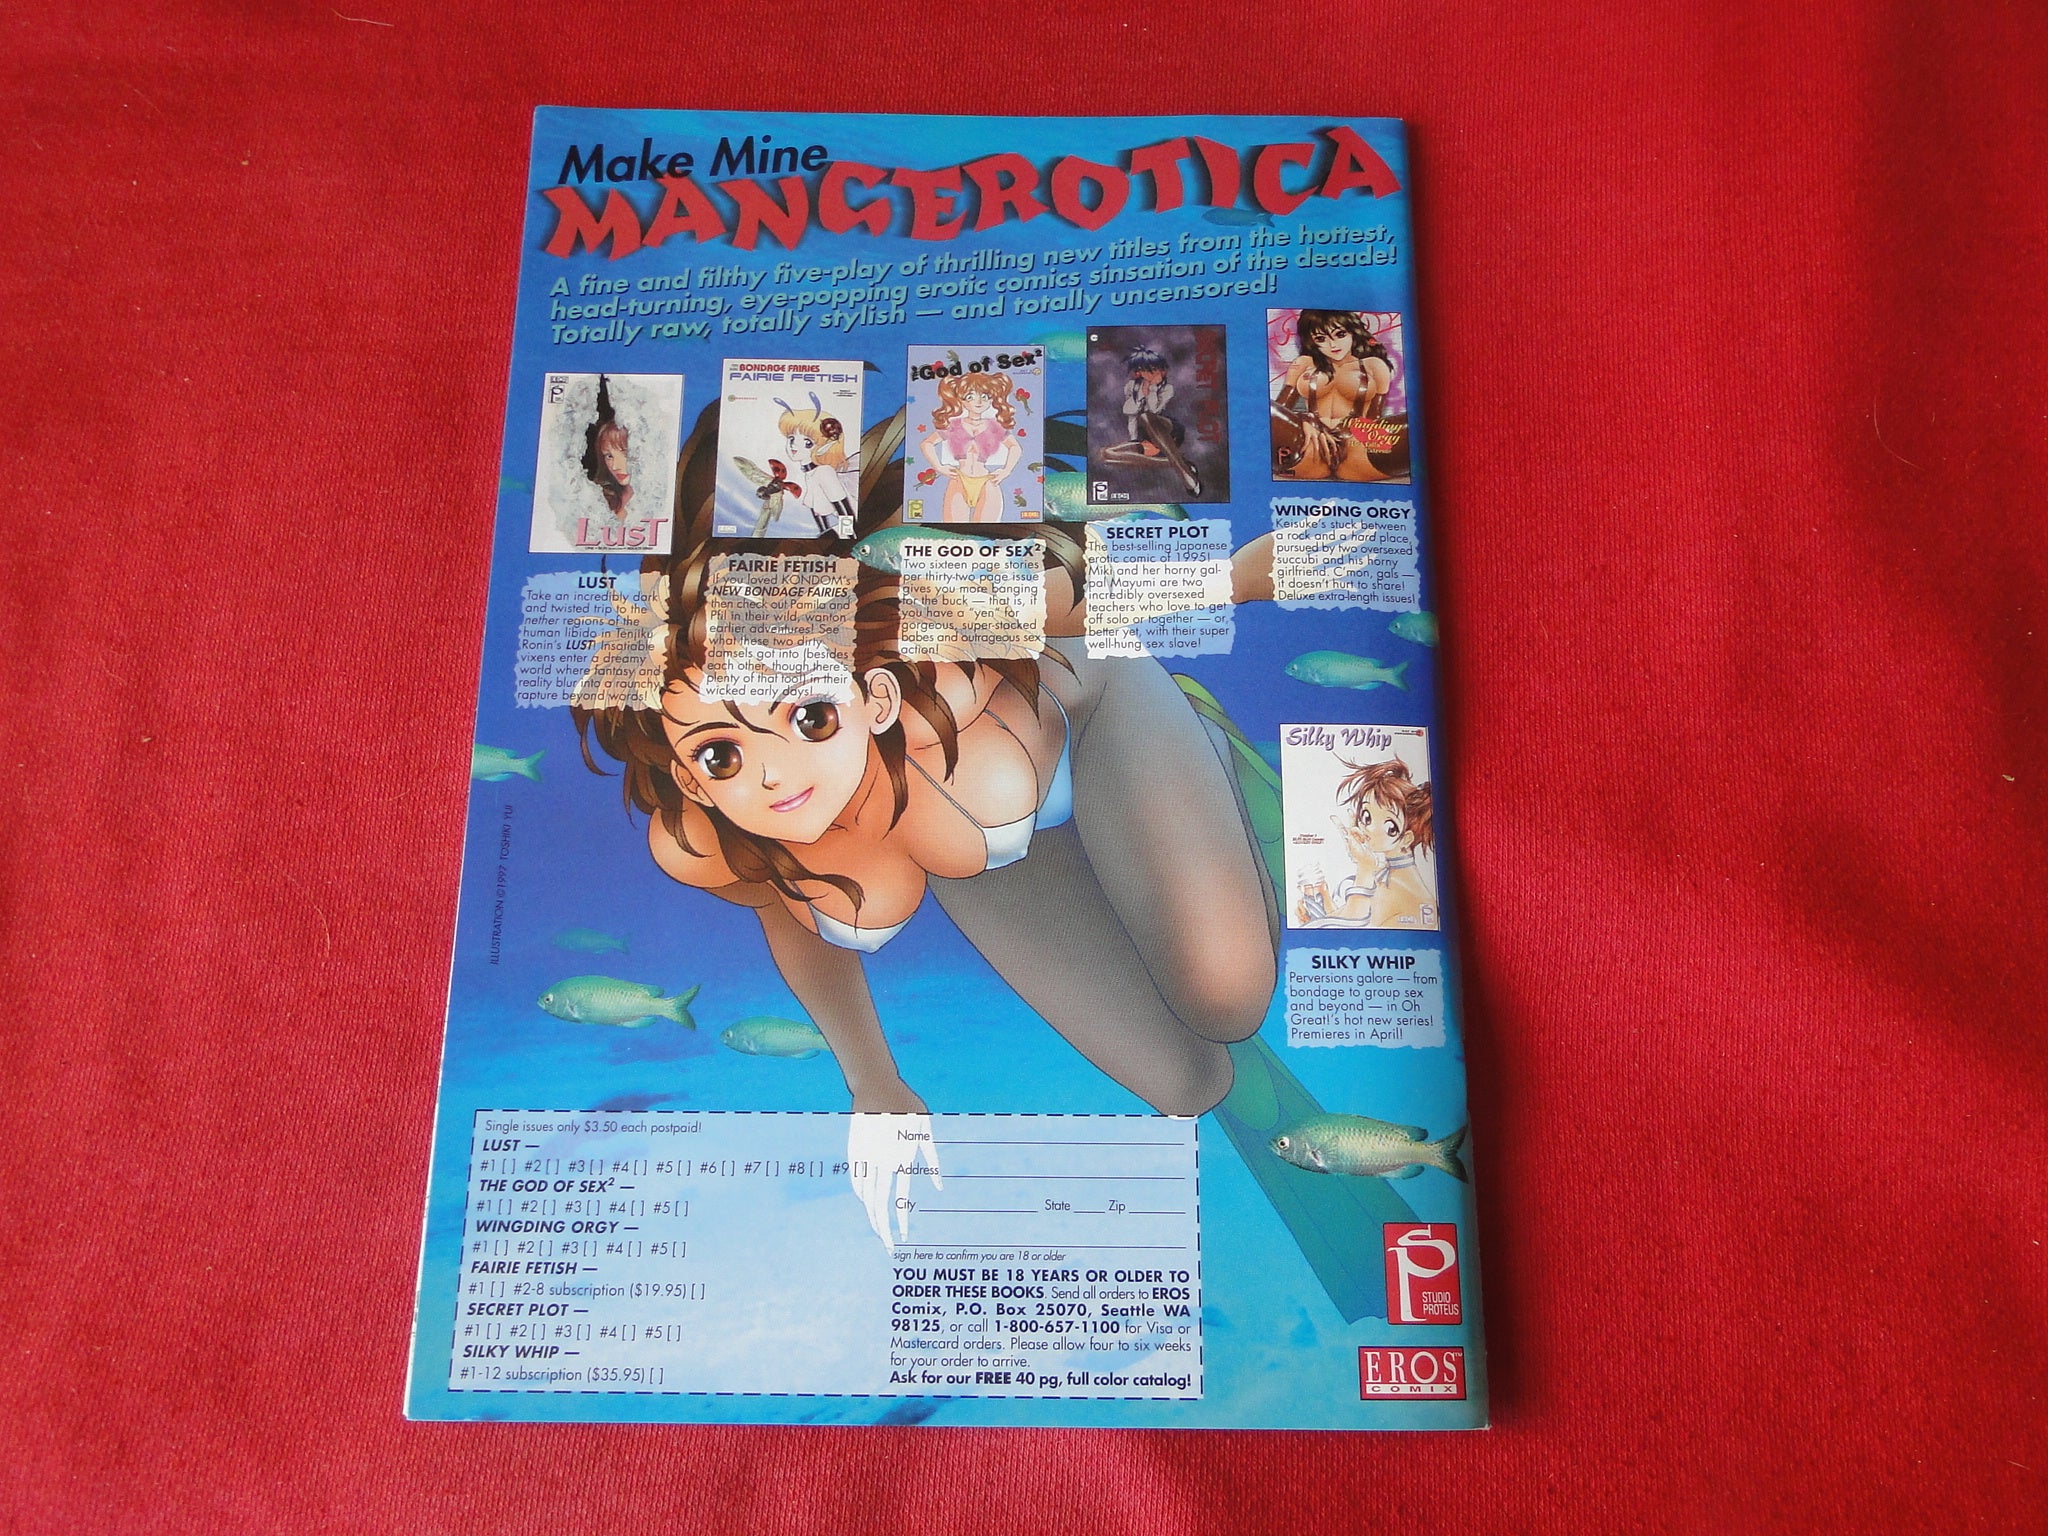 Make Mine
MANGEROTICA
A fine and filthy five-play of thrilling new titles from the hottest,
head-turning, eye-popping erotic comics sinsation of the decade!
Totally raw, totally stylish — and totally uncensored!
LUST
BONDAGE FAIRIES
FAIRIE FETISH
THE God of Sex²
Wingding
Orgy
LUST
Take an incredibly dark
and twisted trip to the
nether regions of the
human libido in Tenjiku
Ronin's LUST! Insatiable
vixens enter a dreamy
world where fantasy and
reality blur into a raunchy
rapture beyond words!
FAIRIE FETISH
If you loved KONDOM's
NEW BONDAGE FAIRIES,
then check out Pamila and
Pfil in their wild, wanton
earlier adventures! See
what these two dirty
damsels got into (besides
each other, though there's
plenty of that too!) in their
wicked early days!
THE GOD OF SEX²
Two sixteen page stories
per thirty-two page issue
gives you more banging
for the buck — that is, if
you have a "yen" for
gorgeous, super-stacked
babes and outrageous sex
action!
SECRET PLOT
The best-selling Japanese
erotic comic of 1995!
Miki and her horny gal-
pal Mayumi are two
incredibly oversexed
teachers who love to get
off solo or together — or,
better yet, with their super
well-hung sex slave!
WINGDING ORGY
Keisuke's stuck between
a rock and a hard place,
pursued by two oversexed
succubi and his horny
girlfriend. C'mon, gals —
it doesn't hurt to share!
Deluxe extra-length issues!
Silky Whip
SILKY WHIP
Perversions galore — from
bondage to group sex
and beyond — in Oh
Great!'s hot new series!
Premieres in April!
ILLUSTRATION ©1997 TOSHIKI YUI
Single issues only $3.50 each postpaid!
LUST —
#1 [ ] #2 [ ] #3 [ ] #4 [ ] #5 [ ] #6 [ ] #7 [ ] #8 [ ] #9 [ ]
THE GOD OF SEX² —
#1 [ ] #2 [ ] #3 [ ] #4 [ ] #5 [ ]
WINGDING ORGY —
#1 [ ] #2 [ ] #3 [ ] #4 [ ] #5 [ ]
FAIRIE FETISH —
#1 [ ] #2-8 subscription ($19.95) [ ]
SECRET PLOT —
#1 [ ] #2 [ ] #3 [ ] #4 [ ] #5 [ ]
SILKY WHIP —
#1-12 subscription ($35.95) [ ]
Name
Address
City State Zip
sign here to confirm you are 18 or older
YOU MUST BE 18 YEARS OR OLDER TO
ORDER THESE BOOKS. Send all orders to EROS
Comix, P.O. Box 25070, Seattle WA
98125, or call 1-800-657-1100 for Visa or
Mastercard orders. Please allow four to six weeks
for your order to arrive.
Ask for our FREE 40 pg, full color catalog!
SP
STUDIO
PROTEUS
EROS™
COMIX